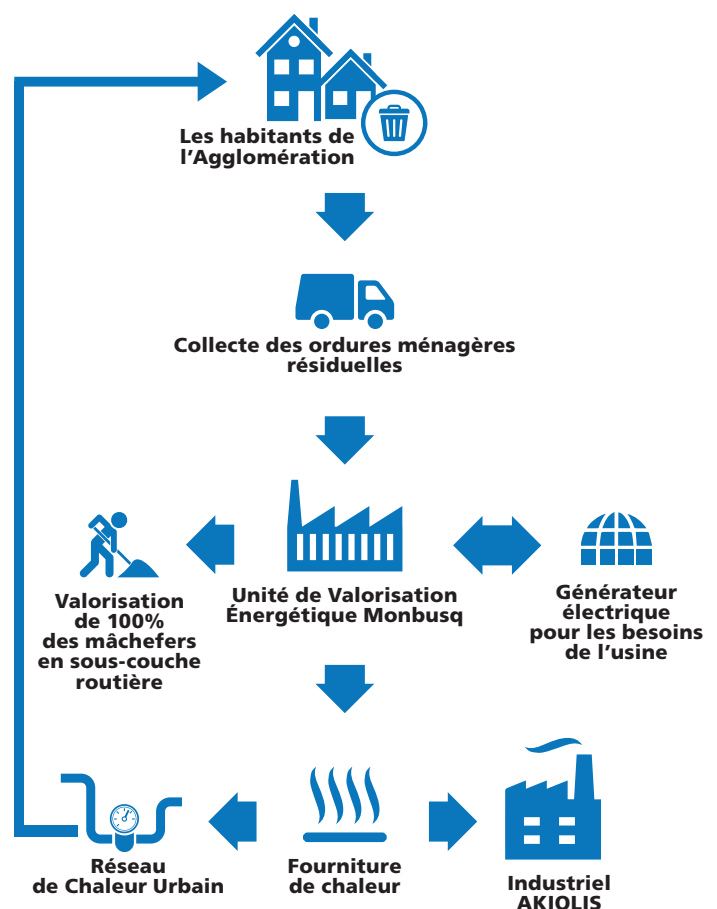 Les habitants de
l'Agglomération
Collecte des ordures ménagères
résiduelles
Valorisation
de 100%
des mâchefers
en sous-couche
routière
Unité de Valorisation
Énergétique Monbusq
Générateur
électrique
pour les besoins
de l'usine
Réseau
de Chaleur Urbain
Fourniture
de chaleur
Industriel
AKIOLIS